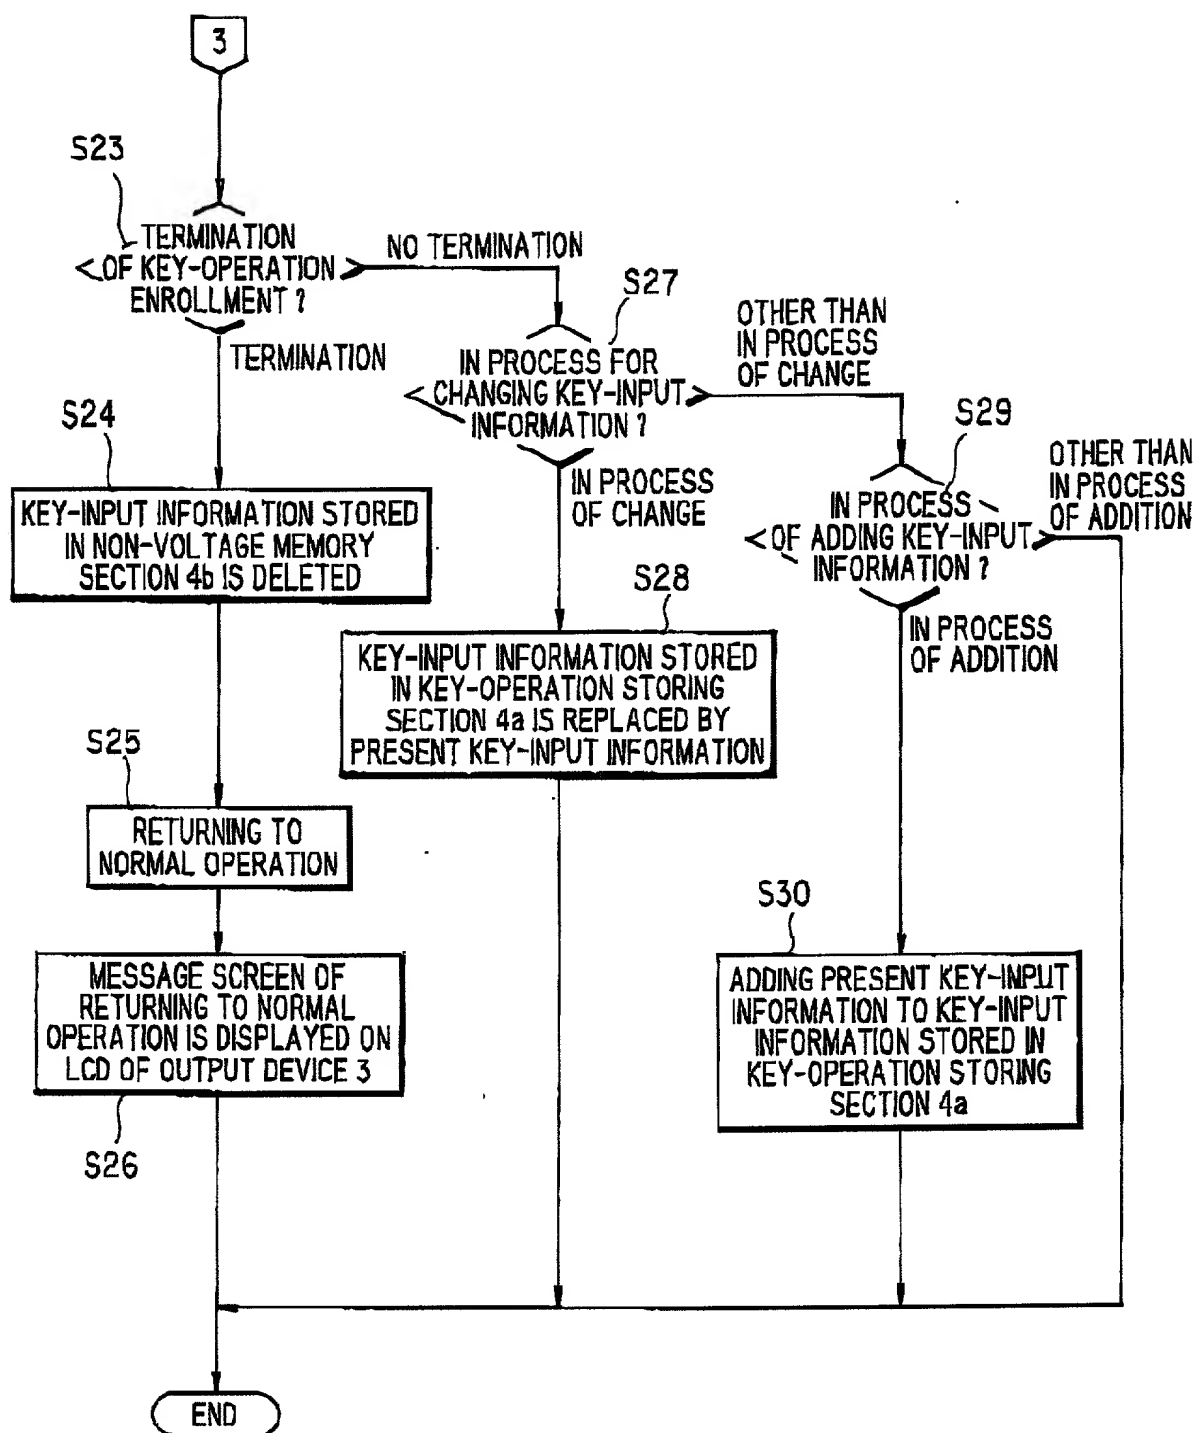 3
S23
TERMINATION
OF KEY-OPERATION
ENROLLMENT ?
NO TERMINATION
TERMINATION
S27
IN PROCESS FOR
CHANGING KEY-INPUT
INFORMATION ?
OTHER THAN
IN PROCESS
OF CHANGE
IN PROCESS
OF CHANGE
S29
IN PROCESS
OF ADDING KEY-INPUT
INFORMATION ?
OTHER THAN
IN PROCESS
OF ADDITION
IN PROCESS
OF ADDITION
S24
KEY-INPUT INFORMATION STORED
IN NON-VOLTAGE MEMORY
SECTION 4b IS DELETED
S28
KEY-INPUT INFORMATION STORED
IN KEY-OPERATION STORING
SECTION 4a IS REPLACED BY
PRESENT KEY-INPUT INFORMATION
S25
RETURNING TO
NORMAL OPERATION
S30
ADDING PRESENT KEY-INPUT
INFORMATION TO KEY-INPUT
INFORMATION STORED IN
KEY-OPERATION STORING
SECTION 4a
MESSAGE SCREEN OF
RETURNING TO NORMAL
OPERATION IS DISPLAYED ON
LCD OF OUTPUT DEVICE 3
S26
END